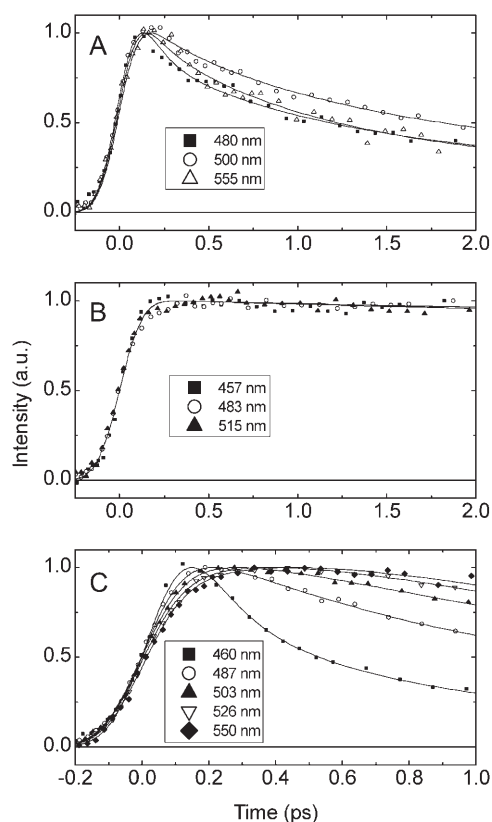 A
1.0
0.5
0.0
480 nm
500 nm
555 nm
0.0 0.5 1.0 1.5 2.0
B
1.0
0.5
0.0
457 nm
483 nm
515 nm
0.0 0.5 1.0 1.5 2.0
Intensity (a.u.)
C
1.0
0.5
0.0
460 nm
487 nm
503 nm
526 nm
550 nm
-0.2 0.0 0.2 0.4 0.6 0.8 1.0
Time (ps)